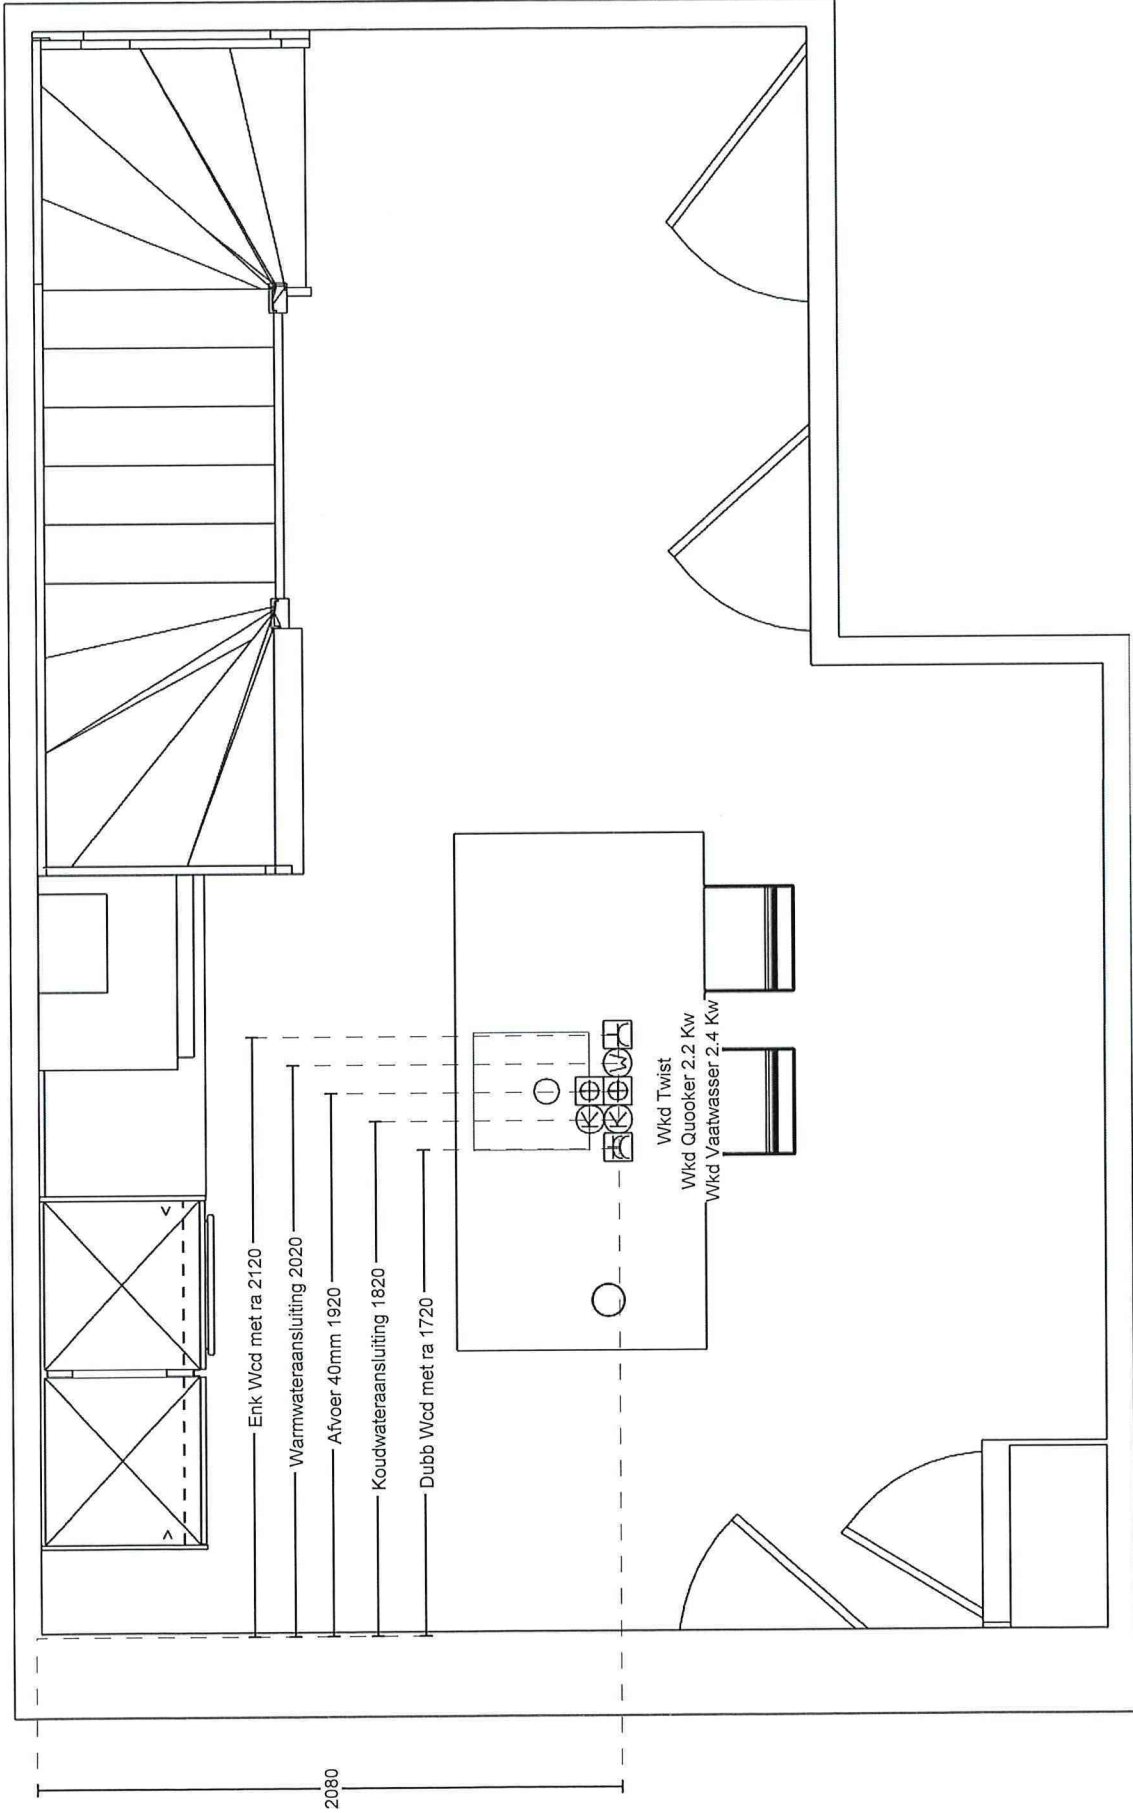 Enk Wcd met ra 2120
Warmwateraansluiting 2020
Afvoer 40mm 1920
Koudwateraansluiting 1820
Dubb Wcd met ra 1720
W
K
K
Wkd Twist
Wkd Quooker 2.2 Kw
Wkd Vaatwasser 2.4 Kw
2080